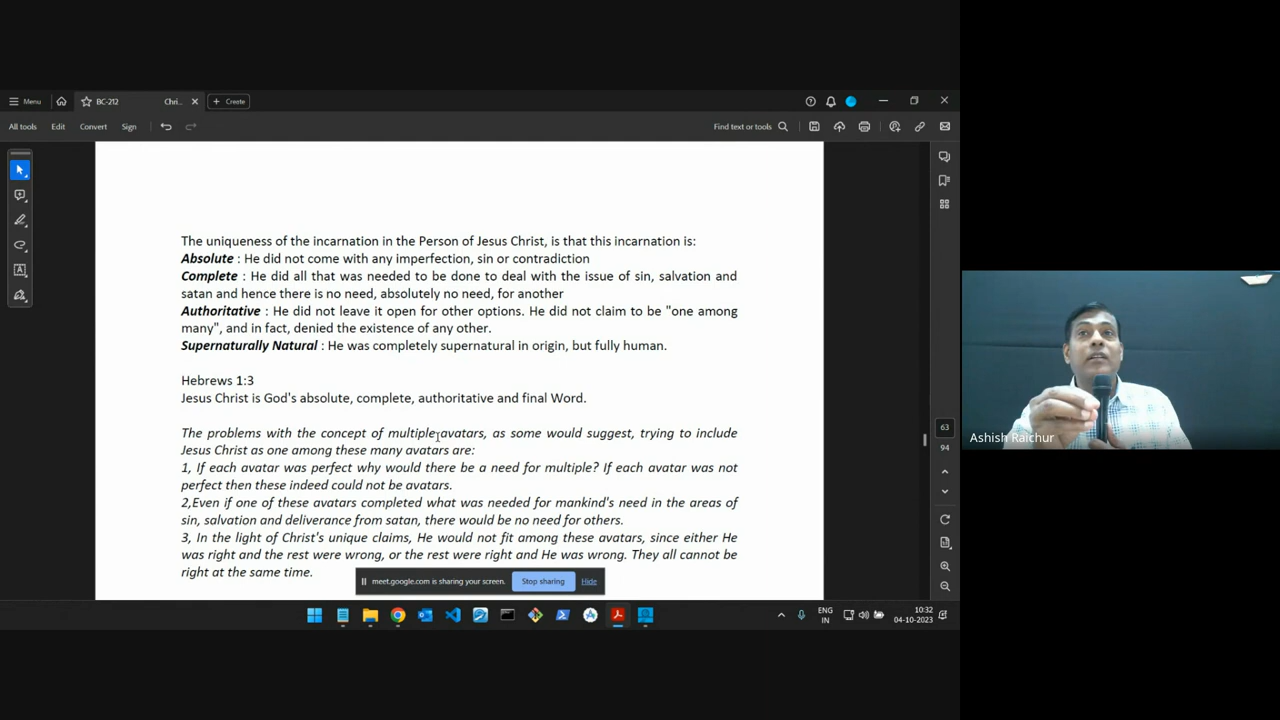 Menu
BC-212
Chri...
Create
All tools
Edit
Convert
Sign
Find text or tools
The uniqueness of the incarnation in the Person of Jesus Christ, is that this incarnation is:
Absolute : He did not come with any imperfection, sin or contradiction
Complete : He did all that was needed to be done to deal with the issue of sin, salvation and
satan and hence there is no need, absolutely no need, for another
Authoritative : He did not leave it open for other options. He did not claim to be "one among
many", and in fact, denied the existence of any other.
Supernaturally Natural : He was completely supernatural in origin, but fully human.
Hebrews 1:3
Jesus Christ is God's absolute, complete, authoritative and final Word.
The problems with the concept of multiple avatars, as some would suggest, trying to include
Jesus Christ as one among these many avatars are:
1, If each avatar was perfect why would there be a need for multiple? If each avatar was not
perfect then these indeed could not be avatars.
2,Even if one of these avatars completed what was needed for mankind's need in the areas of
sin, salvation and deliverance from satan, there would be no need for others.
3, In the light of Christ's unique claims, He would not fit among these avatars, since either He
was right and the rest were wrong, or the rest were right and He was wrong. They all cannot be
right at the same time.
63
94
meet.google.com is sharing your screen.
Stop sharing
Hide
ENG
IN
10:32
04-10-2023
Ashish Raichur